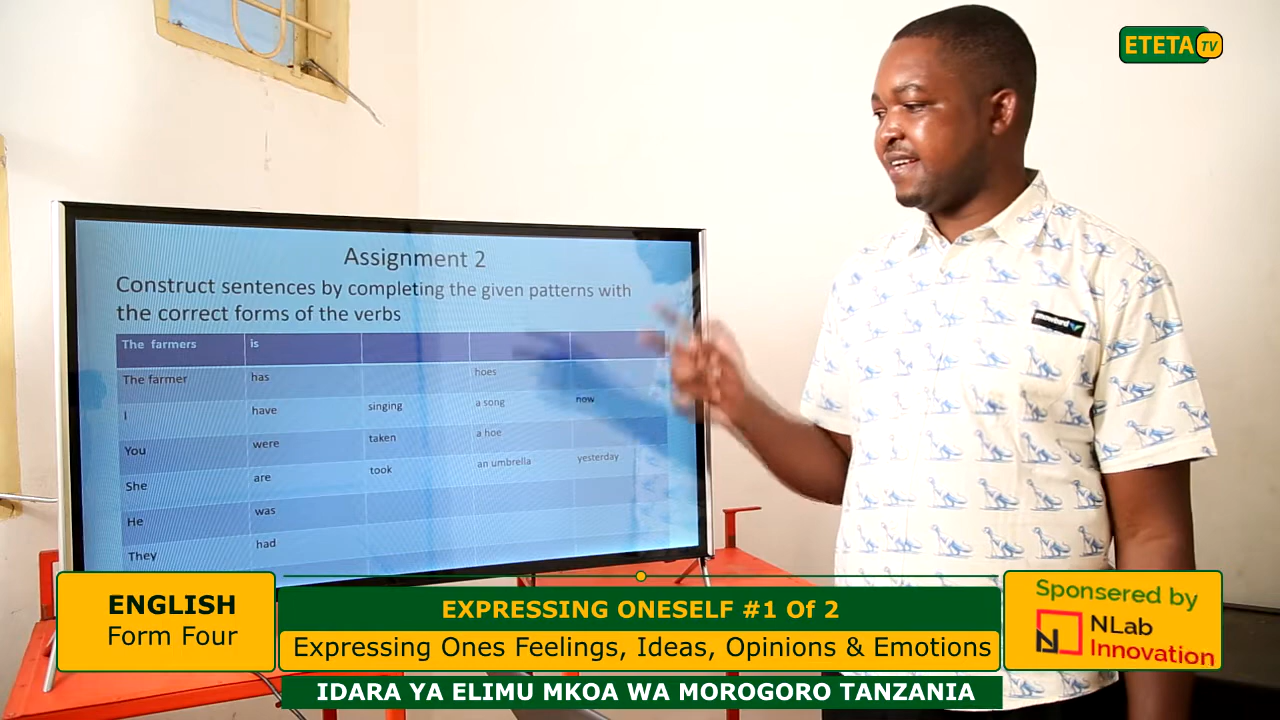 ETETA TV
Assignment 2
Construct sentences by completing the given patterns with
the correct forms of the verbs
The farmers is
The farmer has hoes
I have singing a song now
You were taken a hoe
She are took an umbrella yesterday
He was
They had
ENGLISH
Form Four
EXPRESSING ONESELF #1 Of 2
Expressing Ones Feelings, Ideas, Opinions & Emotions
IDARA YA ELIMU MKOA WA MOROGORO TANZANIA
Sponsered by
NLab
Innovation